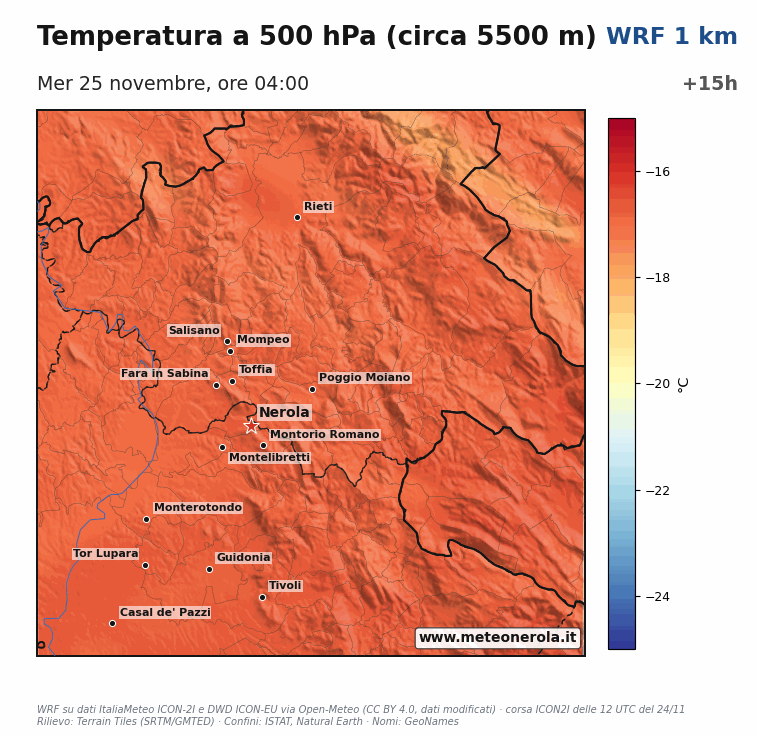 Temperatura a 500 hPa (circa 5500 m) WRF 1 km
Mer 25 novembre, ore 04:00 +15h
Rieti
Salisano
Mompeo
Toffia
Fara in Sabina
Poggio Moiano
Nerola
Montorio Romano
Montelibretti
Monterotondo
Tor Lupara
Guidonia
Tivoli
Casal de' Pazzi
www.meteonerola.it
−16
−18
−20
−22
−24
°C
WRF su dati ItaliaMeteo ICON-2I e DWD ICON-EU via Open-Meteo (CC BY 4.0, dati modificati) · corsa ICON2I delle 12 UTC del 24/11
Rilievo: Terrain Tiles (SRTM/GMTED) · Confini: ISTAT, Natural Earth · Nomi: GeoNames